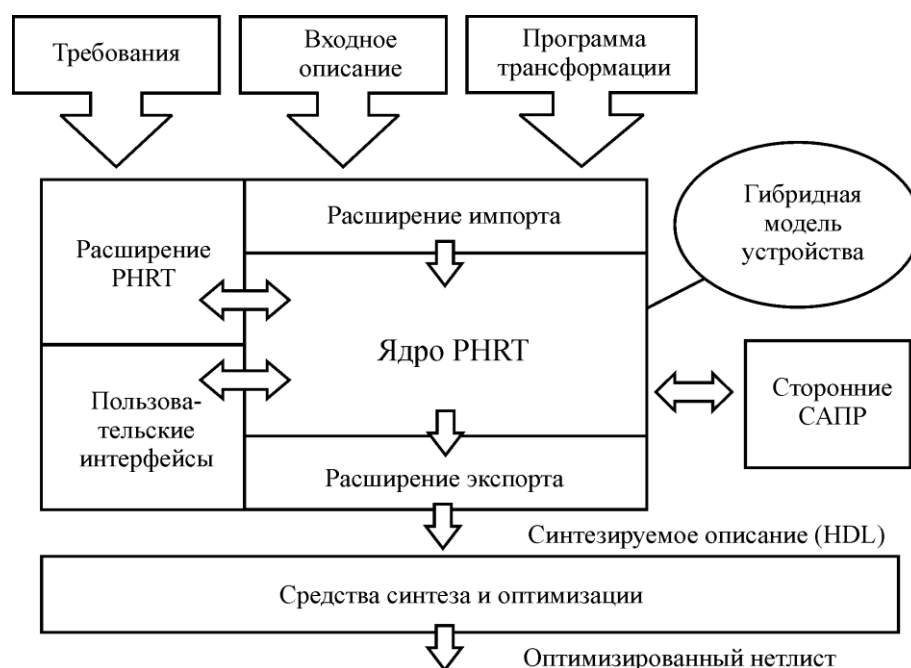 Требования
Входное
описание
Программа
трансформации
Расширение импорта
Расширение
PHRT
Гибридная
модель
устройства
Ядро PHRT
Пользова-
тельские
интерфейсы
Сторонние
САПР
Расширение экспорта
Синтезируемое описание (HDL)
Средства синтеза и оптимизации
Оптимизированный нетлист